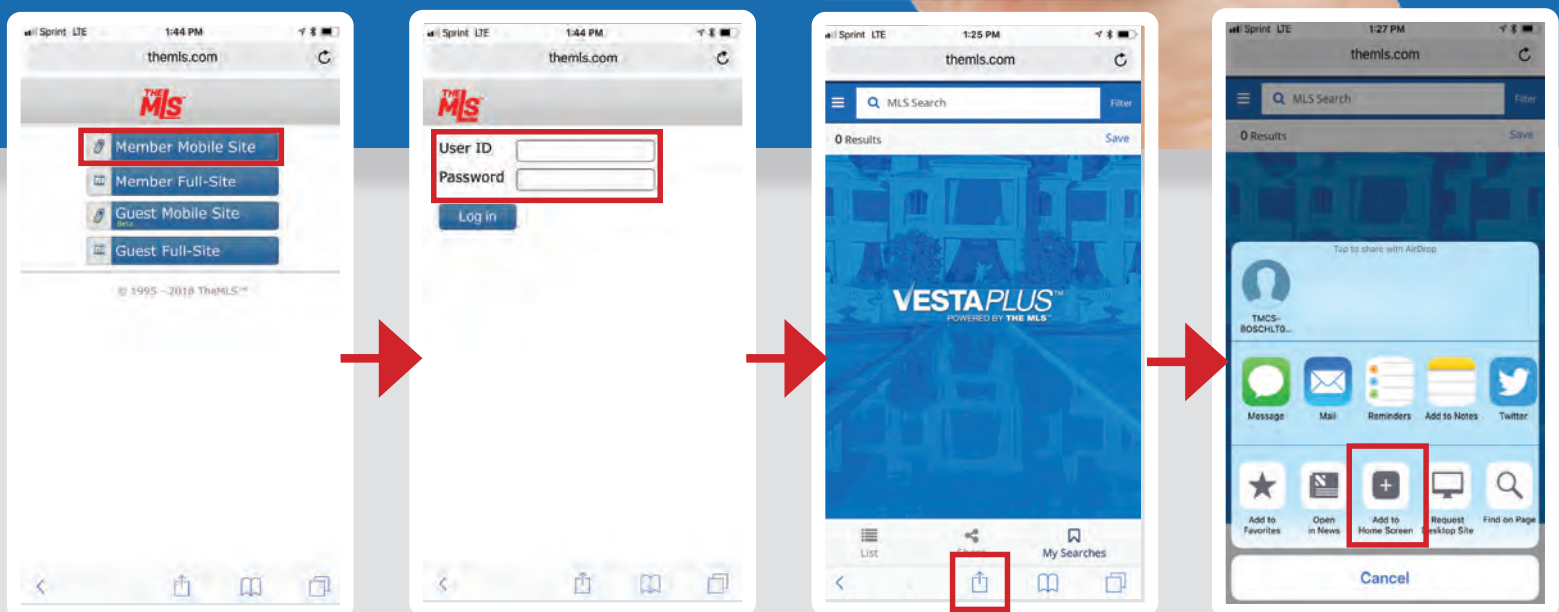 Sprint LTE 1:44 PM
themls.com
THE MLS
Member Mobile Site
Member Full-Site
Guest Mobile Site
Beta
Guest Full-Site
© 1995 - 2018 TheMLS™
Sprint LTE 1:44 PM
themls.com
THE MLS
User ID
Password
Log in
Sprint LTE 1:25 PM
themls.com
MLS Search Filter
0 Results Save
VESTAPLUS™
POWERED BY THE MLS™
List Share My Searches
Sprint LTE 1:27 PM
themls.com
MLS Search Filter
0 Results Save
Tap to share with AirDrop
TMCS-
BOSCHLT0...
Message Mail Reminders Add to Notes Twitter
Add to Favorites
Open in News
Add to Home Screen
Request Desktop Site
Find on Page
Cancel